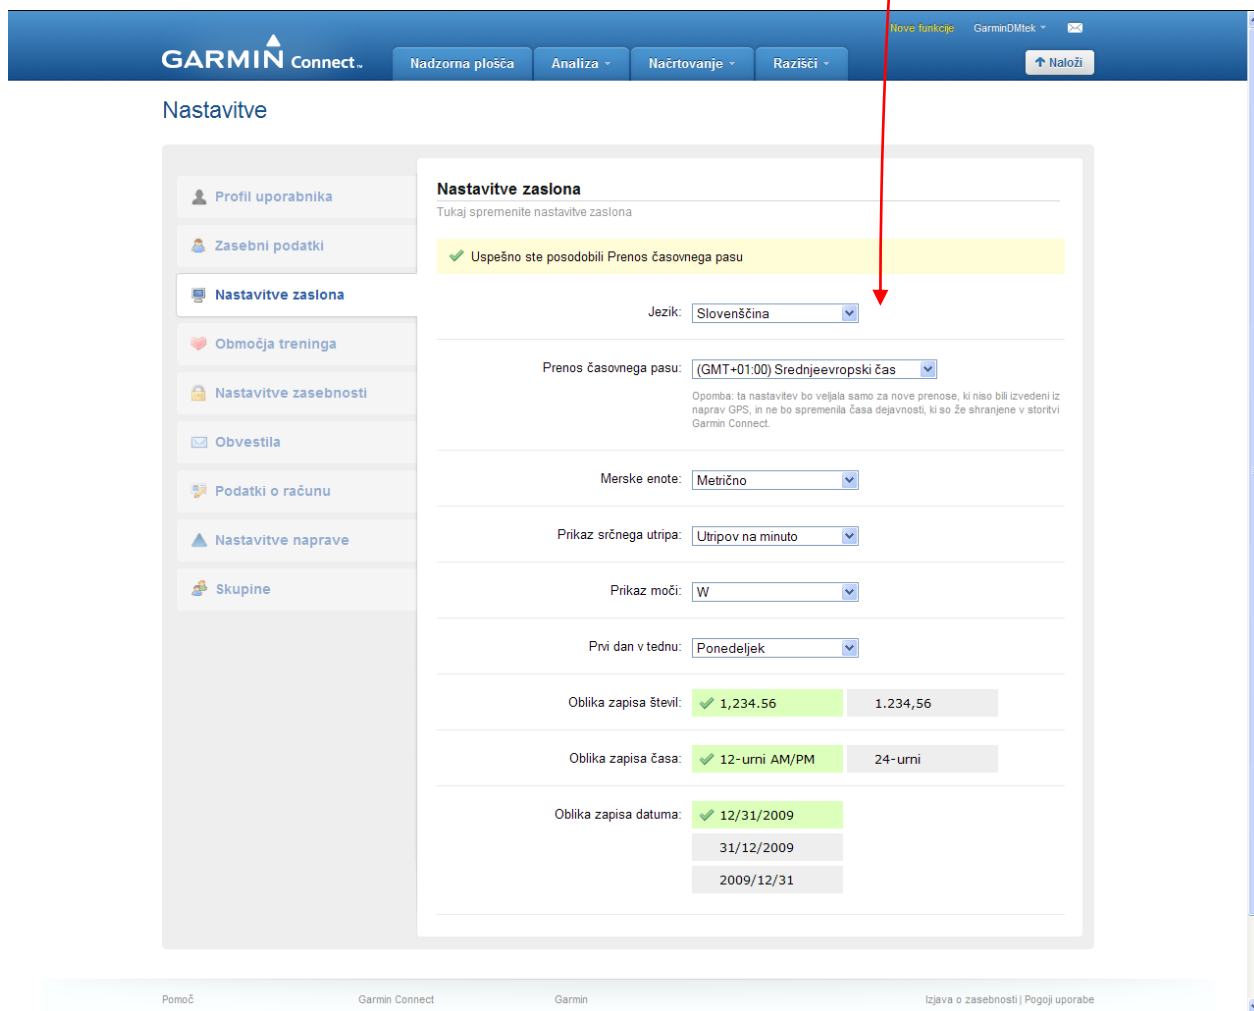 Nove funkcije GarminDMtek
GARMIN Connect™ Nadzorna plošča Analiza Načrtovanje Razišči Naloži
Nastavitve
Profil uporabnika
Zasebni podatki
Nastavitve zaslona
Območja treninga
Nastavitve zasebnosti
Obvestila
Podatki o računu
Nastavitve naprave
Skupine
Nastavitve zaslona
Tukaj spremenite nastavitve zaslona
Uspešno ste posodobili Prenos časovnega pasu
Jezik: Slovenščina
Prenos časovnega pasu: (GMT+01:00) Srednjeevropski čas
Opomba: ta nastavitev bo veljala samo za nove prenose, ki niso bili izvedeni iz
naprav GPS, in ne bo spremenila časa dejavnosti, ki so že shranjene v storitvi
Garmin Connect.
Merske enote: Metrično
Prikaz srčnega utripa: Utripov na minuto
Prikaz moči: W
Prvi dan v tednu: Ponedeljek
Oblika zapisa števil: 1,234.56 1.234,56
Oblika zapisa časa: 12-urni AM/PM 24-urni
Oblika zapisa datuma: 12/31/2009
31/12/2009
2009/12/31
Pomoč Garmin Connect Garmin Izjava o zasebnosti | Pogoji uporabe